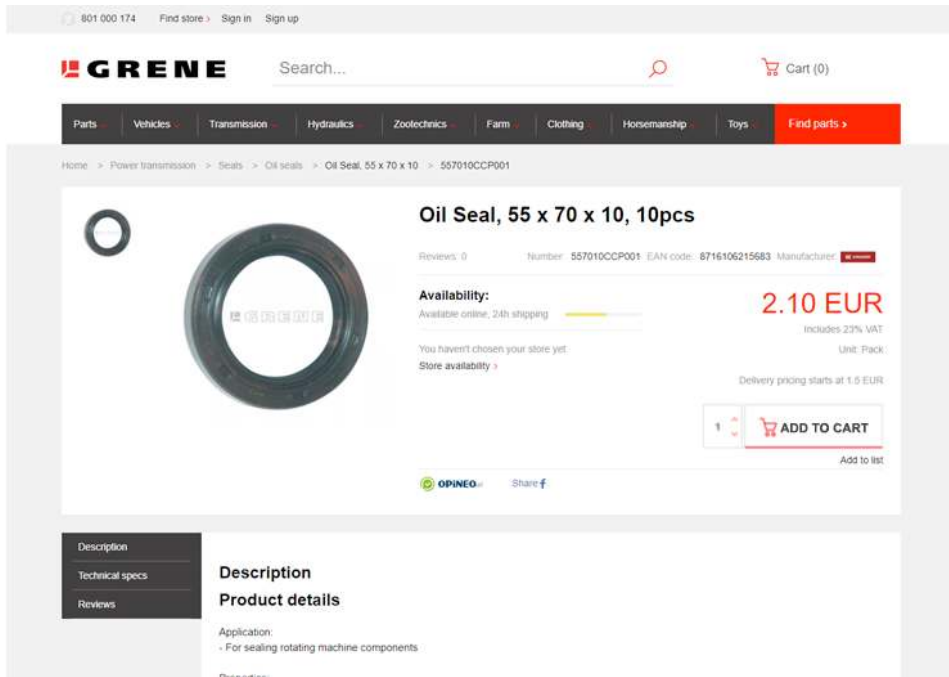 801 000 174 Find store > Sign in Sign up
GRENE Search... Cart (0)
Parts Vehicles Transmission Hydraulics Zootechnics Farm Clothing Horsemanship Toys Find parts >
Home > Power transmission > Seals > Oil seals > Oil Seal, 55 x 70 x 10 > 557010CCP001
Oil Seal, 55 x 70 x 10, 10pcs
Reviews: 0 Number: 557010CCP001 EAN code: 8716106215683 Manufacturer:
Availability:
Available online, 24h shipping
2.10 EUR
Includes 23% VAT
You haven't chosen your store yet
Unit: Pack
Store availability >
Delivery pricing starts at 1.5 EUR
GRENE
1 ADD TO CART
Add to list
OPiNEO Share f
Description
Technical specs
Reviews
Description
Product details
Application:
- For sealing rotating machine components